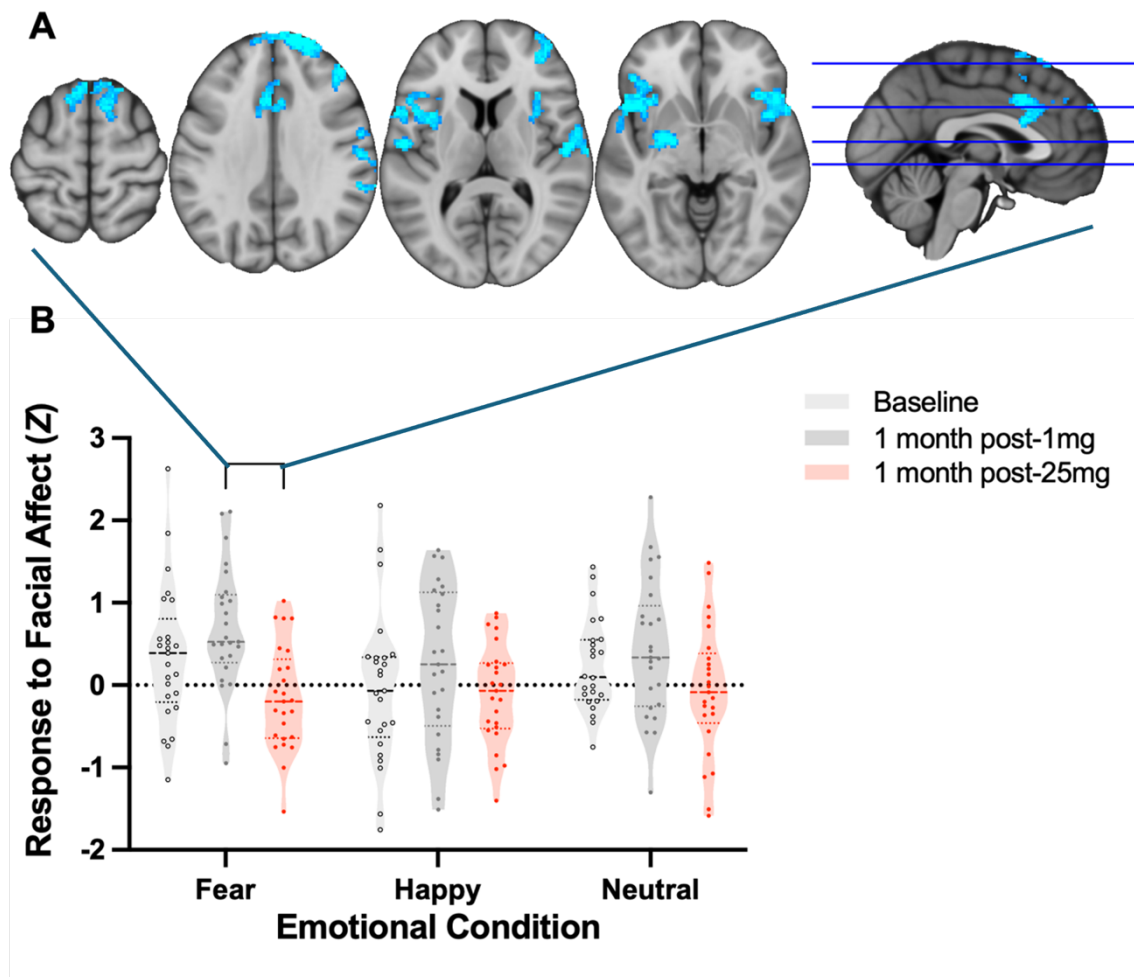 A
B
Response to Facial Affect (Z)
3
2
1
0
-1
-2
Baseline
1 month post-1mg
1 month post-25mg
Fear
Happy
Neutral
Emotional Condition